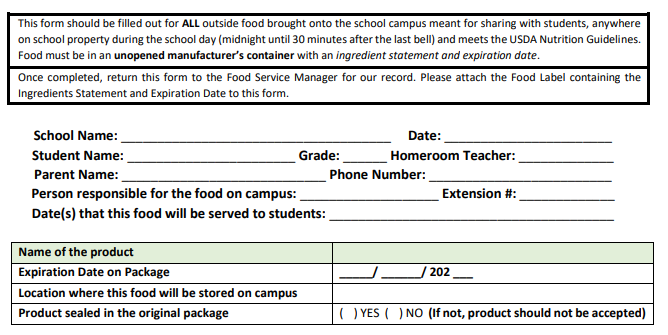 This form should be filled out for ALL outside food brought onto the school campus meant for sharing with students, anywhere
on school property during the school day (midnight until 30 minutes after the last bell) and meets the USDA Nutrition Guidelines.
Food must be in an unopened manufacturer's container with an ingredient statement and expiration date.
Once completed, return this form to the Food Service Manager for our record. Please attach the Food Label containing the
Ingredients Statement and Expiration Date to this form.
School Name: ______________________________ Date: ____________________
Student Name: ____________________ Grade: ______ Homeroom Teacher: ____________
Parent Name: ______________________ Phone Number: ______________________
Person responsible for the food on campus: ________________ Extension #: ____________
Date(s) that this food will be served to students: __________________________________
Name of the product
Expiration Date on Package _____/ ______/ 202 ___
Location where this food will be stored on campus
Product sealed in the original package ( ) YES ( ) NO (If not, product should not be accepted)